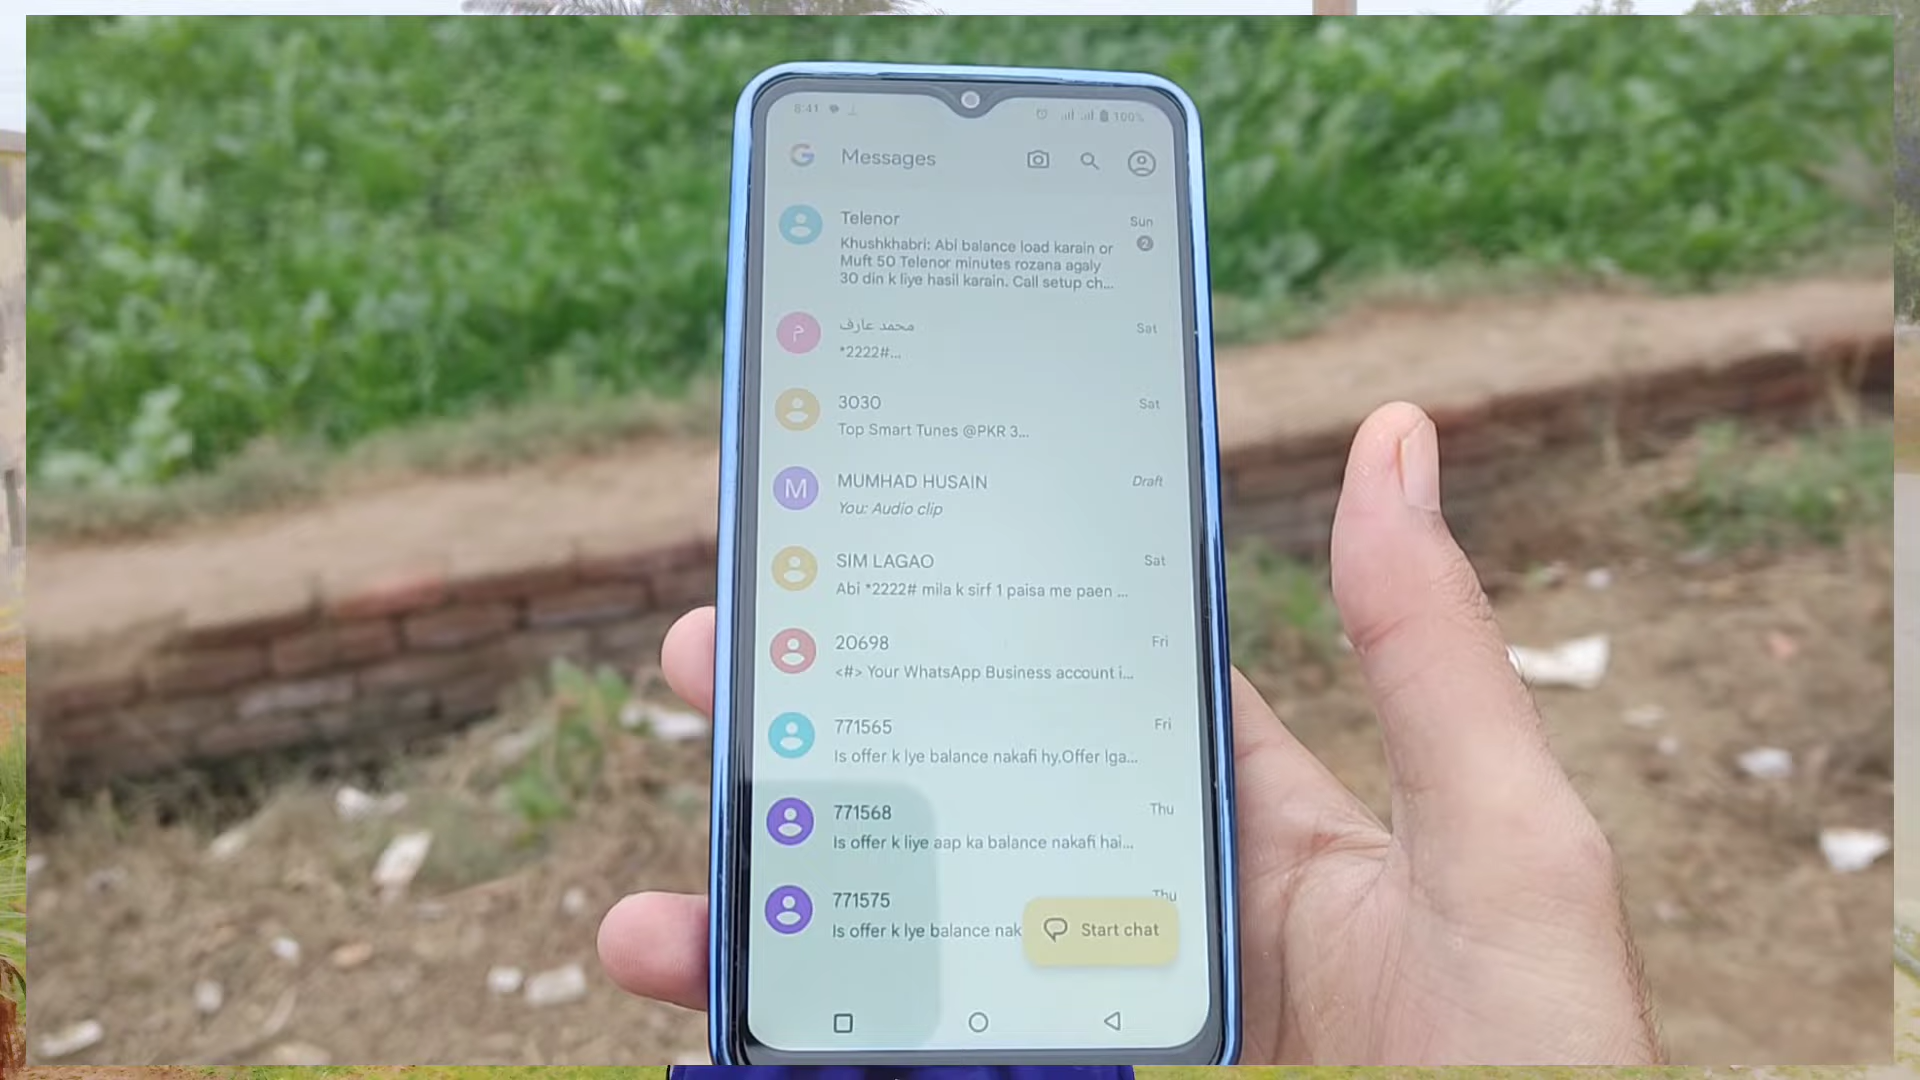 8:41
100%
Messages
Telenor
Sun
Khushkhabri: Abi balance load karain or
2
Muft 50 Telenor minutes rozana agaly
30 din k liye hasil karain. Call setup ch...
محمد عارف
Sat
*2222#...
3030
Sat
Top Smart Tunes @PKR 3...
M
MUMHAD HUSAIN
Draft
You: Audio clip
SIM LAGAO
Sat
Abi *2222# mila k sirf 1 paisa me paen ...
20698
Fri
<#> Your WhatsApp Business account i...
771565
Fri
Is offer k lye balance nakafi hy.Offer lga...
771568
Thu
Is offer k liye aap ka balance nakafi hai...
771575
Thu
Is offer k lye balance nak
Start chat